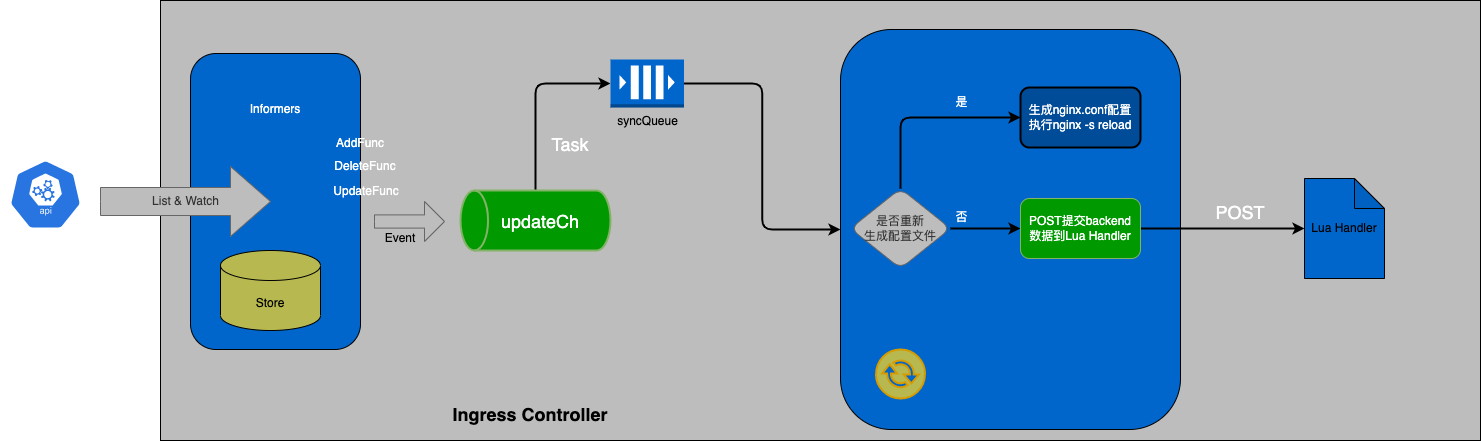 api
List & Watch
Informers
AddFunc
DeleteFunc
UpdateFunc
Store
Event
updateCh
Task
syncQueue
是否重新
生成配置文件
是
生成nginx.conf配置
执行nginx -s reload
否
POST提交backend
数据到Lua Handler
POST
Lua Handler
Ingress Controller